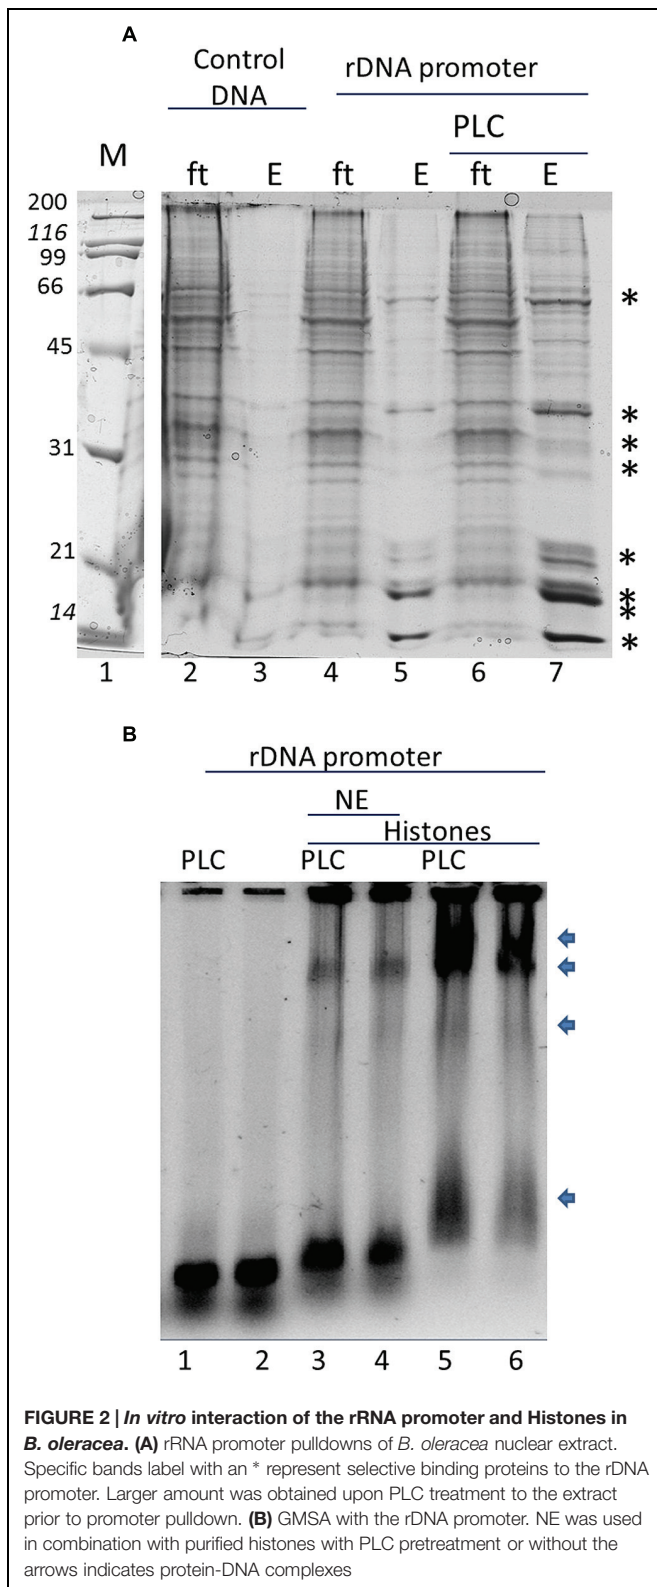 A
Control
DNA
rDNA promoter
PLC
M
ft E ft E ft E
200
116
99
66
45
31
21
14
*
*
*
*
*
*
*
*
1 2 3 4 5 6 7
B
rDNA promoter
NE
Histones
PLC PLC PLC
1 2 3 4 5 6
FIGURE 2 | In vitro interaction of the rRNA promoter and Histones in
B. oleracea. (A) rRNA promoter pulldowns of B. oleracea nuclear extract.
Specific bands label with an * represent selective binding proteins to the rDNA
promoter. Larger amount was obtained upon PLC treatment to the extract
prior to promoter pulldown. (B) GMSA with the rDNA promoter. NE was used
in combination with purified histones with PLC pretreatment or without the
arrows indicates protein-DNA complexes